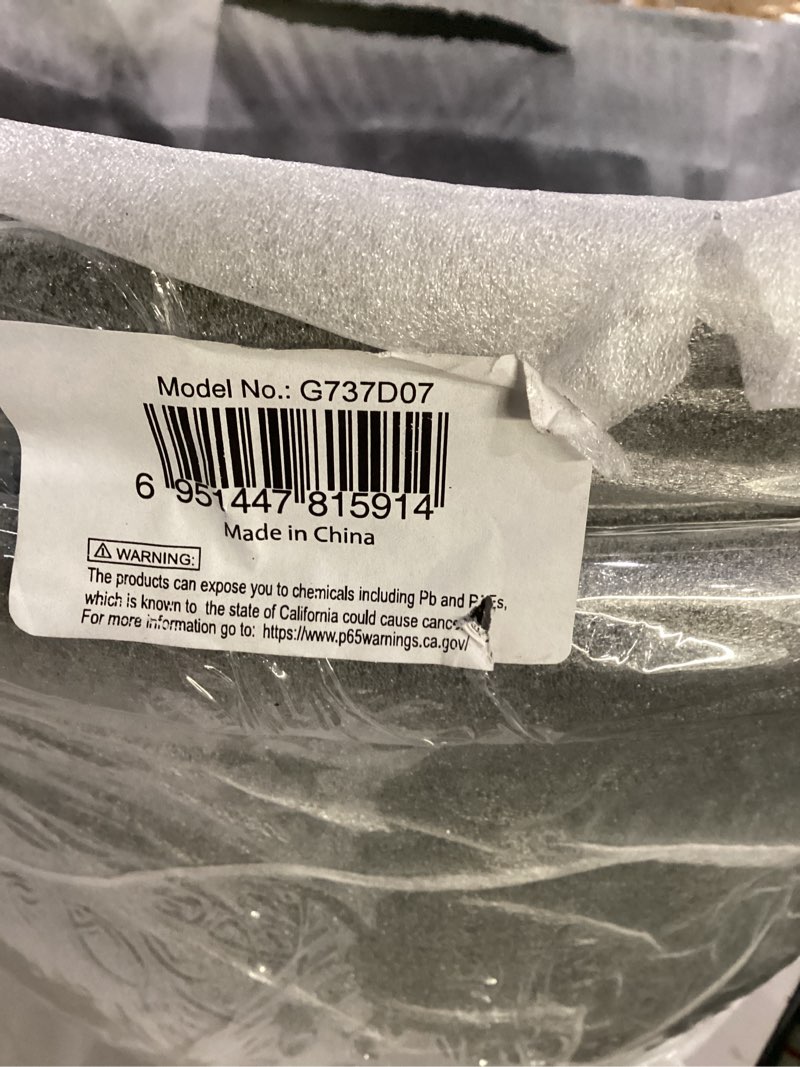 Model No.: G737D07
6 951447 815914
Made in China
WARNING:
The products can expose you to chemicals including Pb and
which is known to the state of California could cause
For more information go to: https://www.p65warnings.ca.gov/